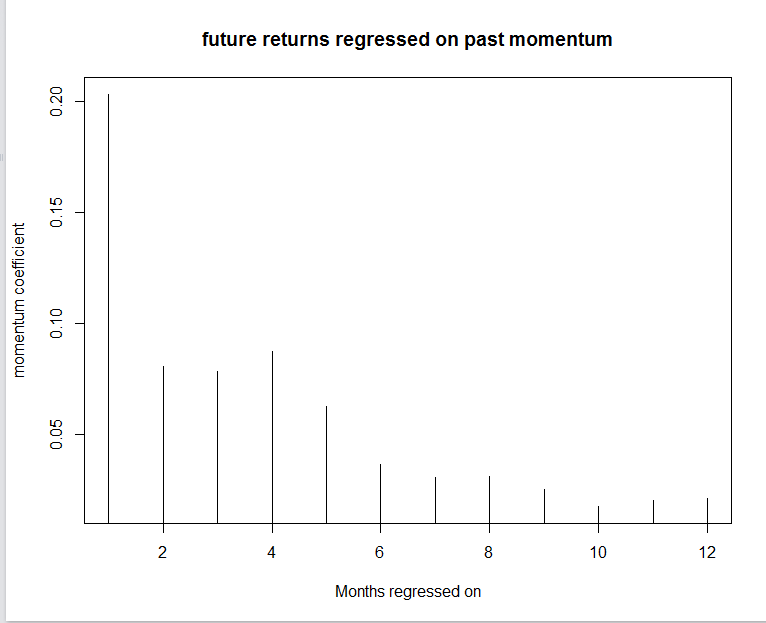 future returns regressed on past momentum
0.20
0.15
0.10
0.05
momentum coefficient
2 4 6 8 10 12
Months regressed on